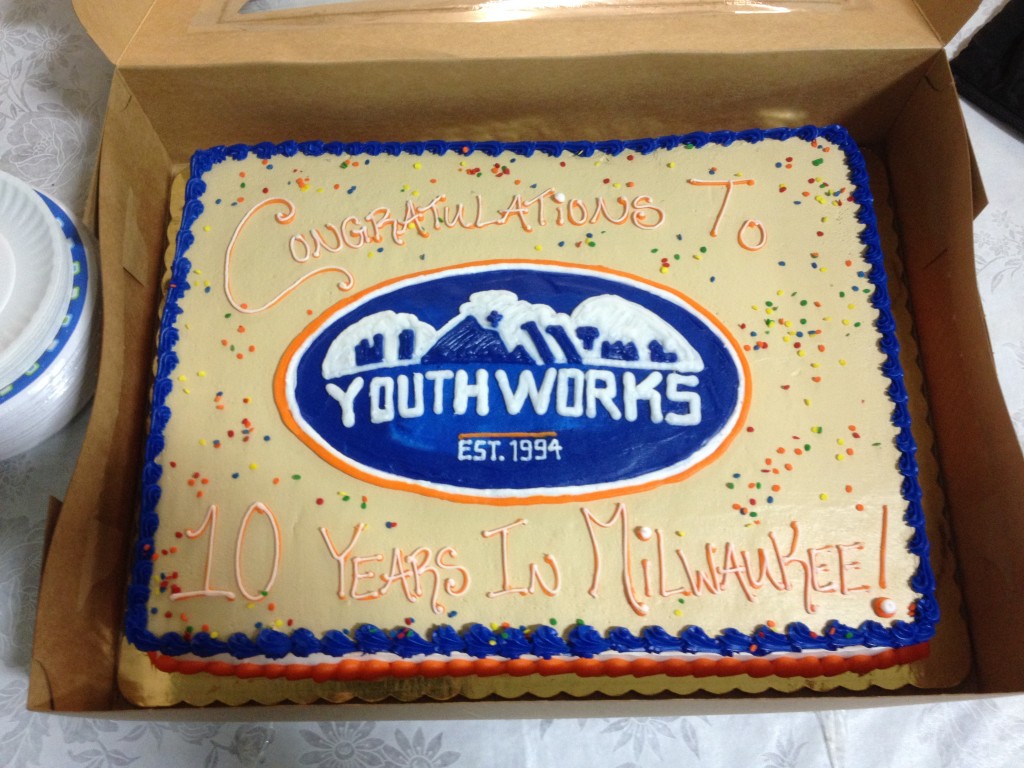 Congratulations To
YOUTHWORKS
EST. 1994
10 Years In Milwaukee!